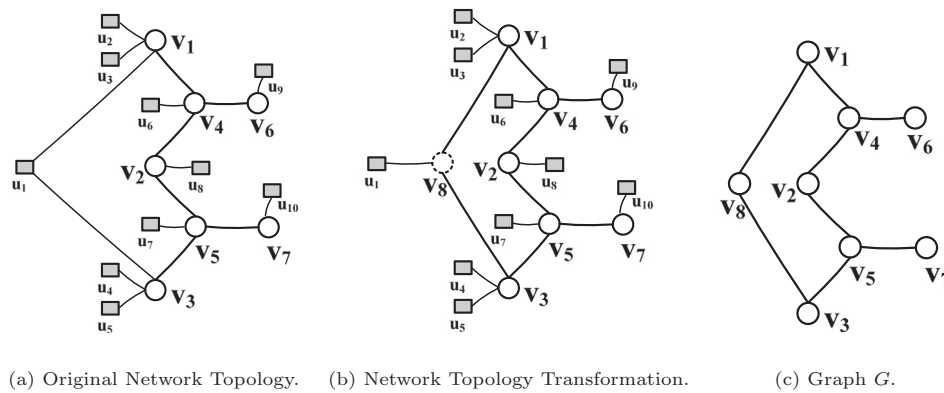 u2
u3
v1
u9
u6
v4
v6
u1
v2
u8
u10
u7
v5
v7
u4
u5
v3
(a) Original Network Topology.
u2
u3
v1
u9
u6
v4
v6
u1
v8
v2
u8
u10
u7
v5
v7
u4
u5
v3
(b) Network Topology Transformation.
v1
v4
v6
v8
v2
v5
v7
v3
(c) Graph G.